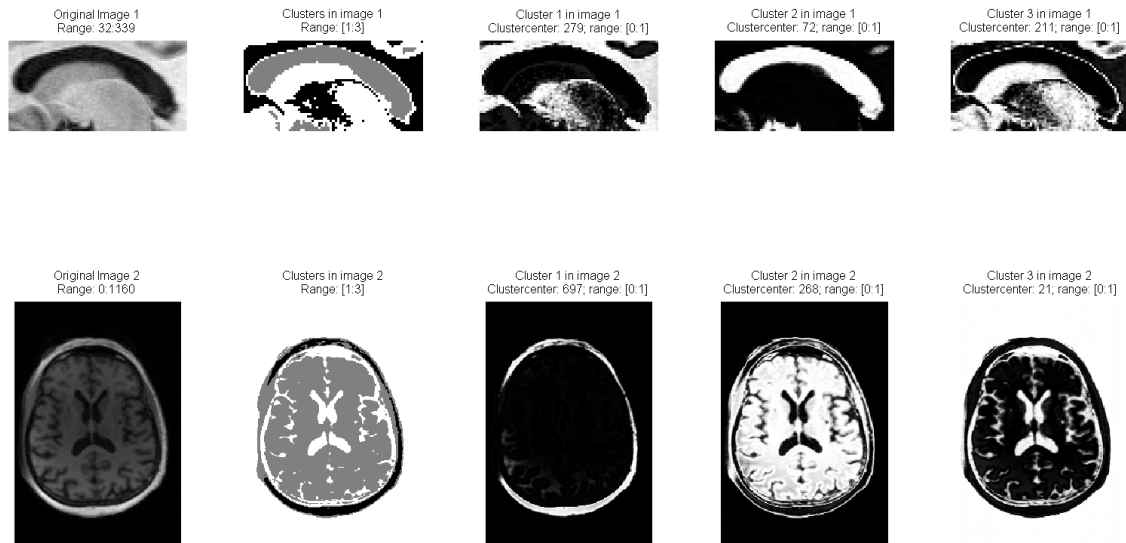 Original Image 1
Range: 32:339
Clusters in image 1
Range: [1:3]
Cluster 1 in image 1
Clustercenter: 279; range: [0:1]
Cluster 2 in image 1
Clustercenter: 72; range: [0:1]
Cluster 3 in image 1
Clustercenter: 211; range: [0:1]
Original Image 2
Range: 0:1160
Clusters in image 2
Range: [1:3]
Cluster 1 in image 2
Clustercenter: 697; range: [0:1]
Cluster 2 in image 2
Clustercenter: 268; range: [0:1]
Cluster 3 in image 2
Clustercenter: 21; range: [0:1]